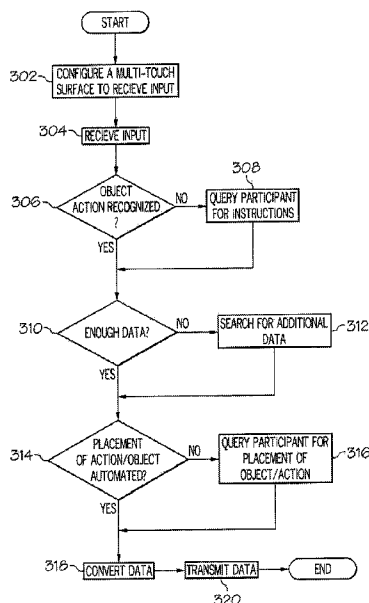 START
302
CONFIGURE A MULTI-TOUCH
SURFACE TO RECIEVE INPUT
304
RECIEVE INPUT
306
OBJECT
ACTION RECOGNIZED
?
NO
YES
308
QUERY PARTICIPANT
FOR INSTRUCTIONS
310
ENOUGH DATA?
NO
YES
SEARCH FOR ADDITIONAL
DATA
312
314
PLACEMENT
OF ACTION/OBJECT
AUTOMATED?
NO
YES
QUERY PARTICIPANT FOR
PLACEMENT OF
OBJECT/ACTION
316
318
CONVERT DATA
TRANSMIT DATA
320
END